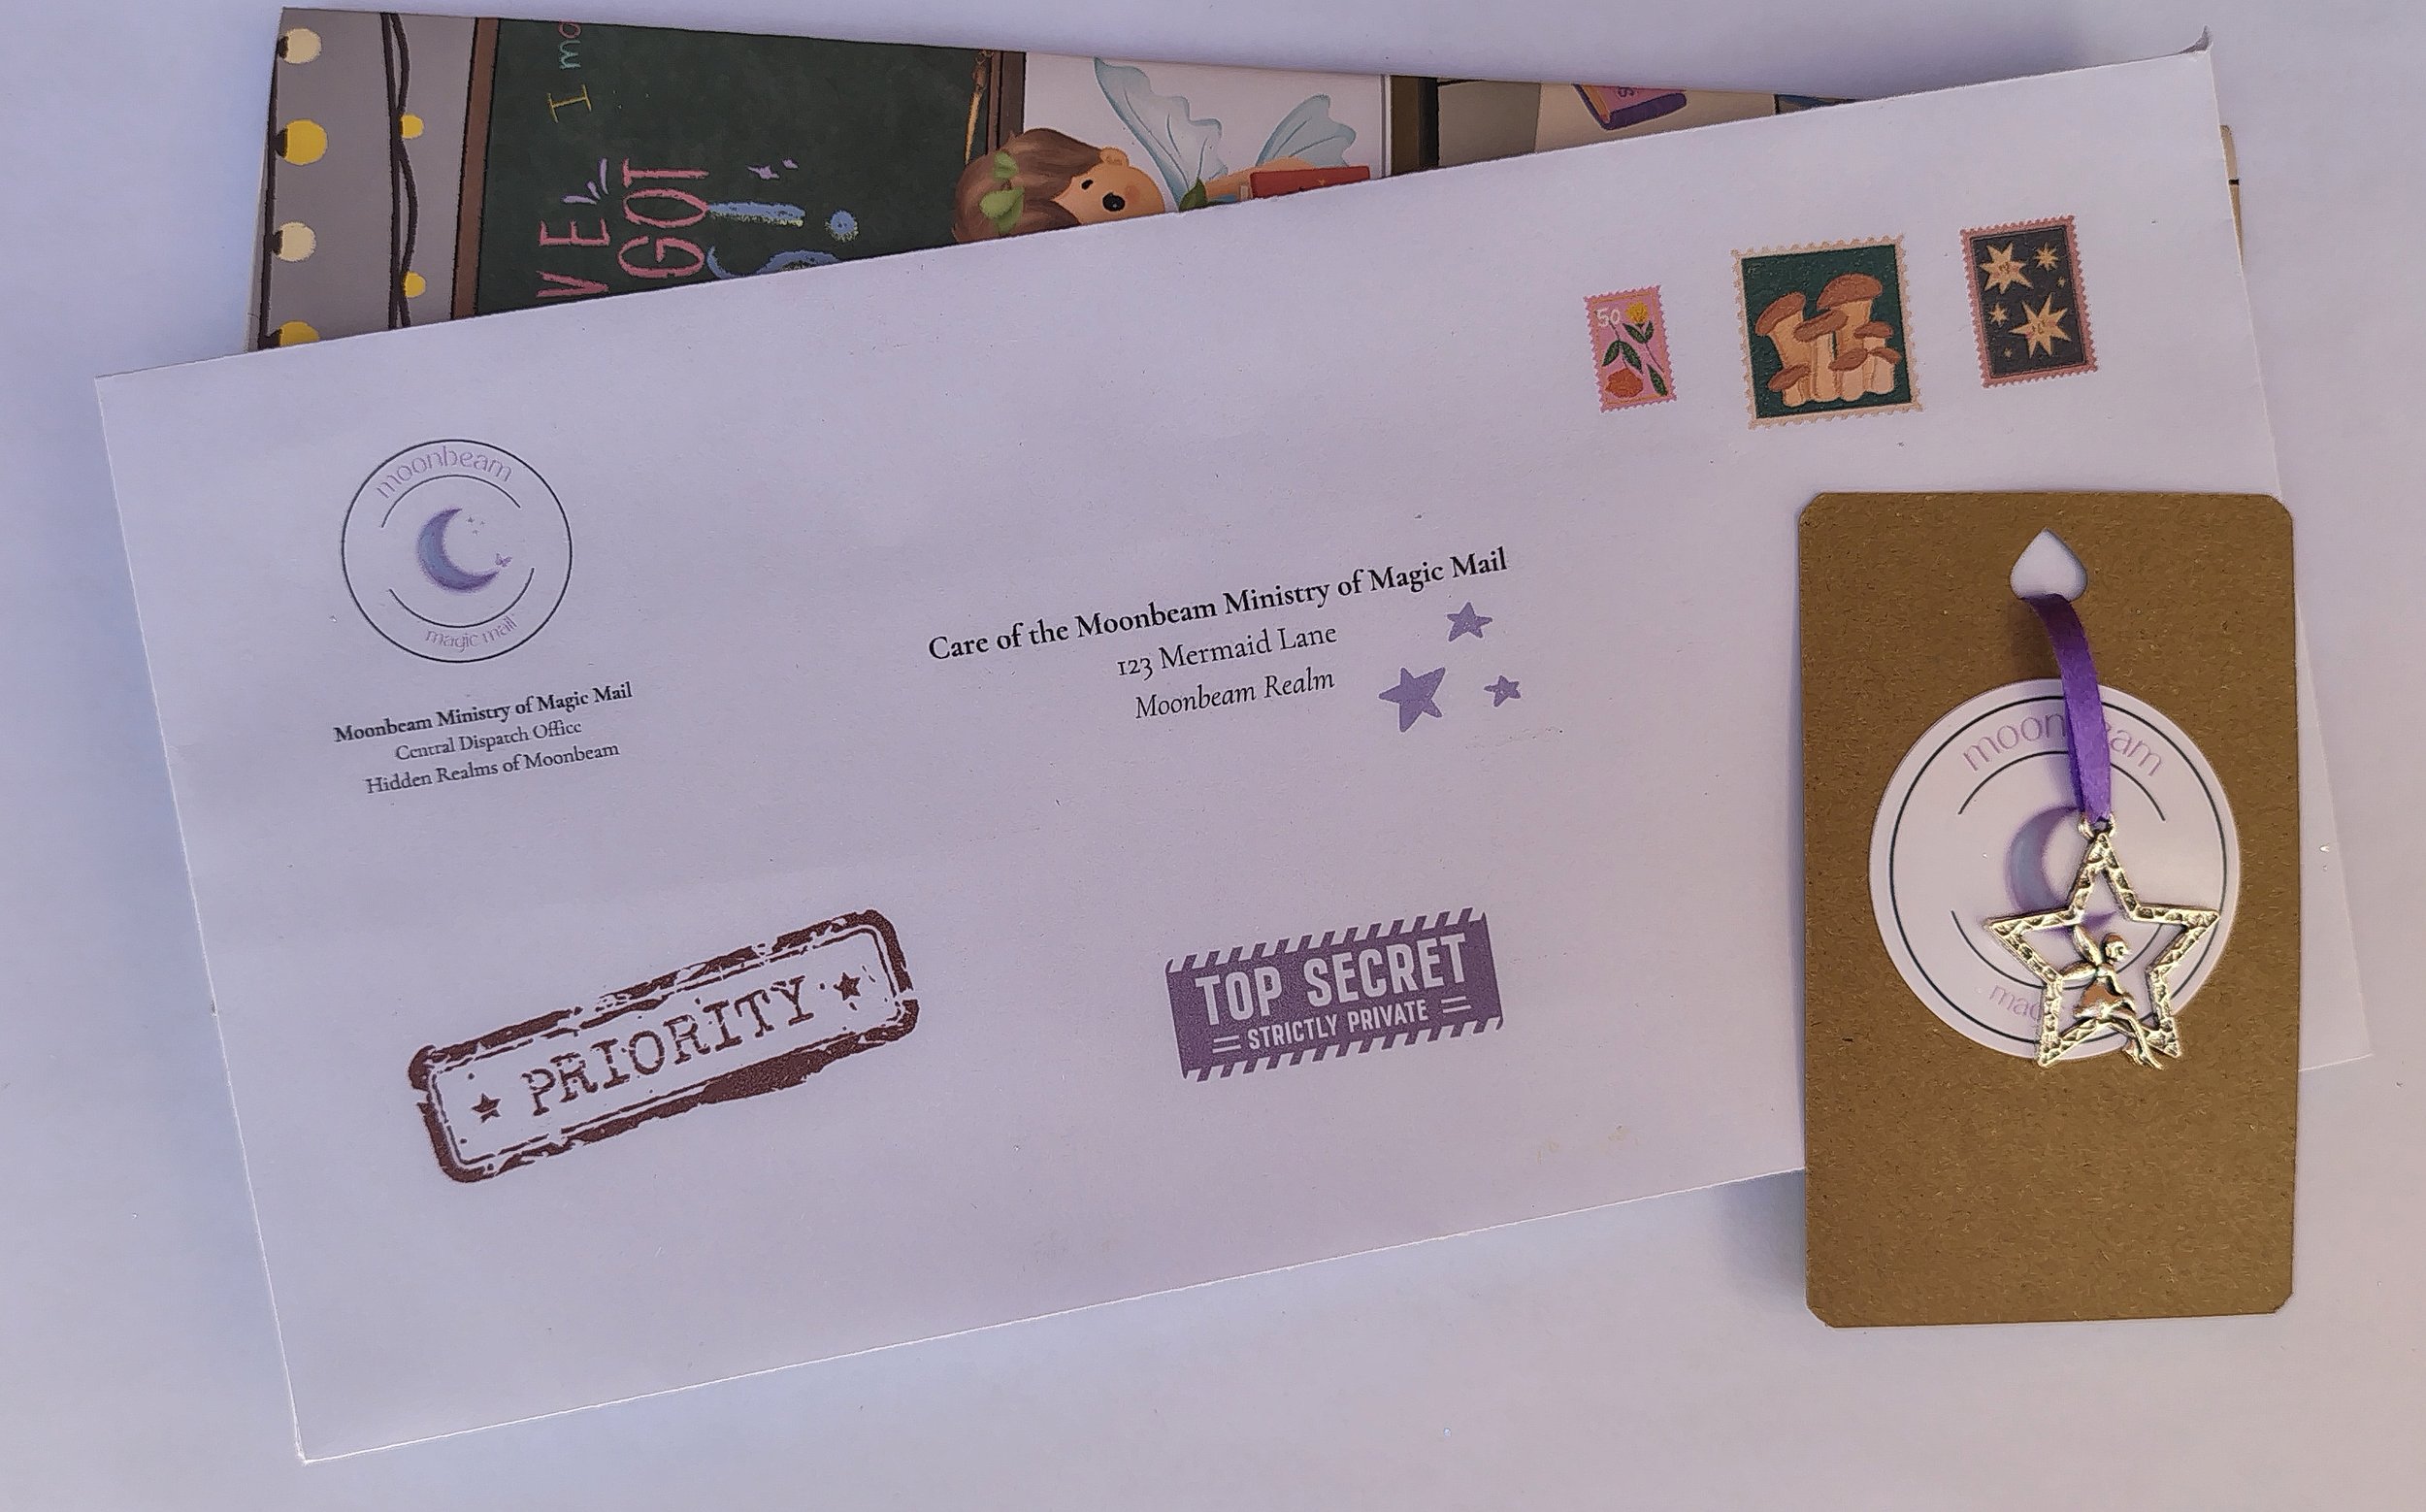 I
VE
GOT
50
moonbeam
magic mail
Moonbeam Ministry of Magic Mail
Central Dispatch Office
Hidden Realms of Moonbeam
Care of the Moonbeam Ministry of Magic Mail
123 Mermaid Lane
Moonbeam Realm
PRIORITY
TOP SECRET
STRICTLY PRIVATE